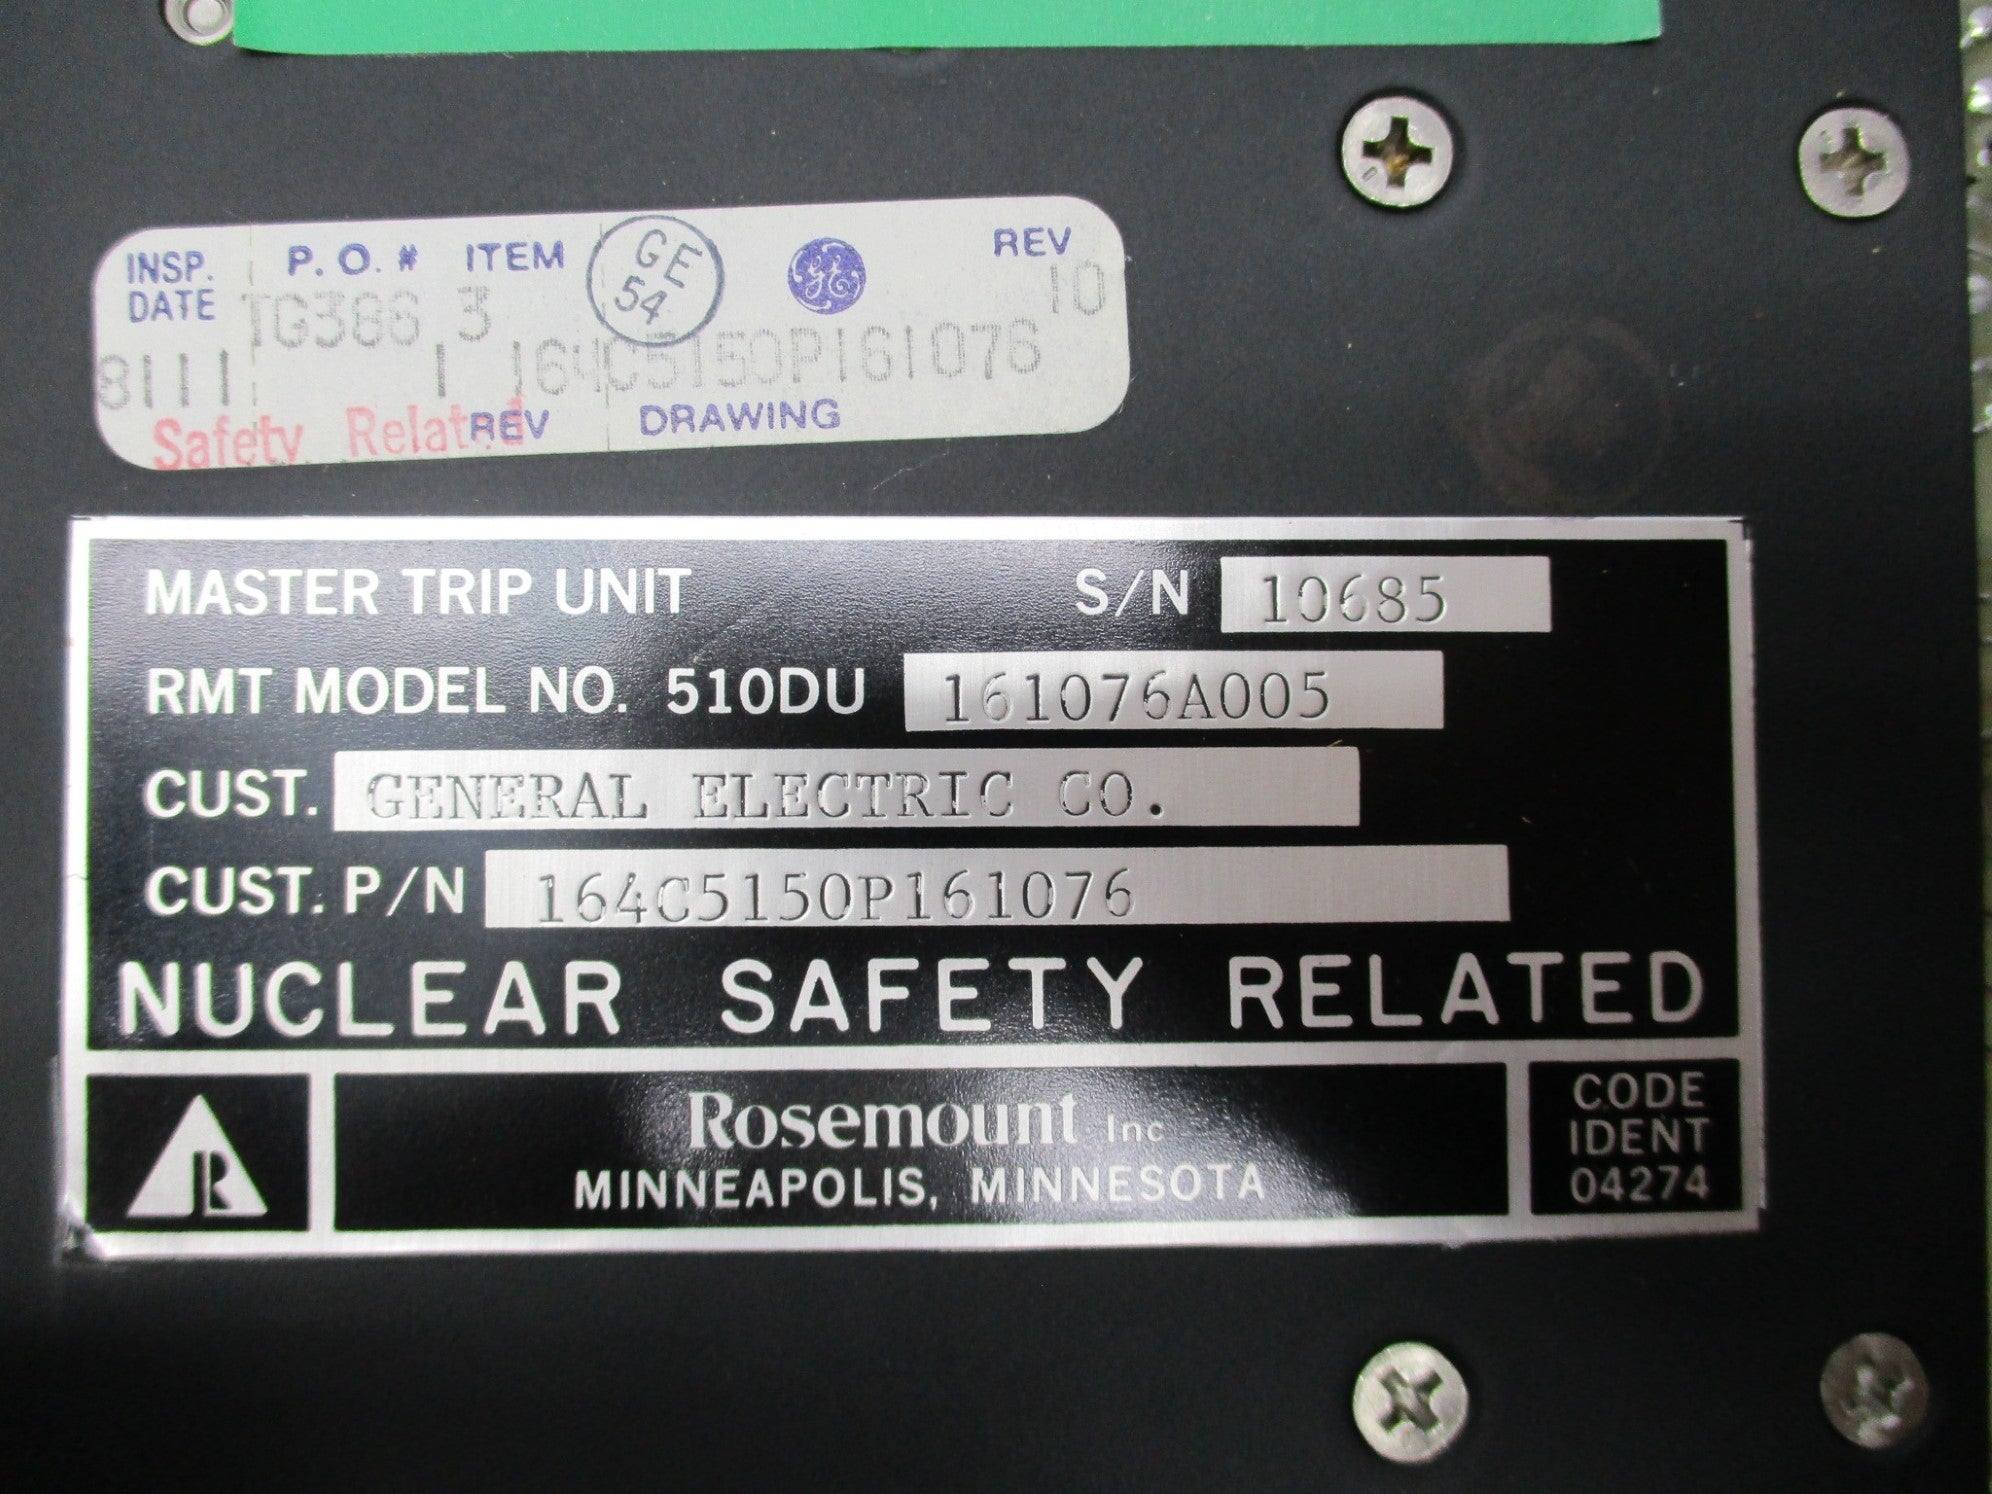 INSP. P.O.# ITEM GE REV
DATE TG386 3 54 10
8111 1 164C5150P161076
Safety Related REV DRAWING
MASTER TRIP UNIT S/N 10685
RMT MODEL NO. 510DU 161076A005
CUST. GENERAL ELECTRIC CO.
CUST. P/N 164C5150P161076
NUCLEAR SAFETY RELATED
R Rosemount Inc
MINNEAPOLIS, MINNESOTA
CODE
IDENT
04274